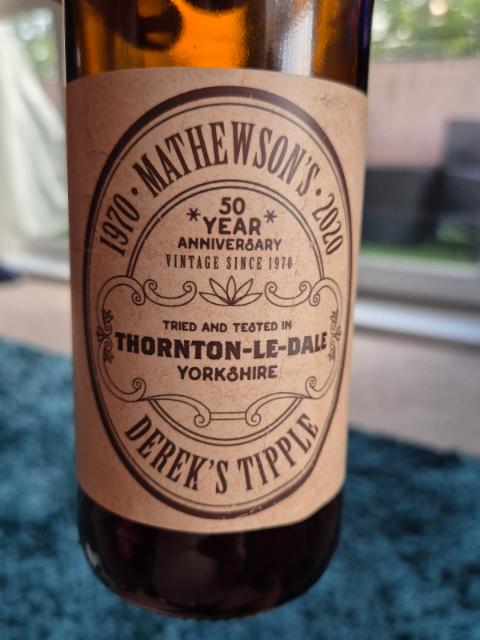 1970 · MATHEWSON'S · 2020
* 50 *
YEAR
ANNIVERSARY
VINTAGE SINCE 1970
TRIED AND TESTED IN
THORNTON-LE-DALE
YORKSHIRE
DEREK'S TIPPLE